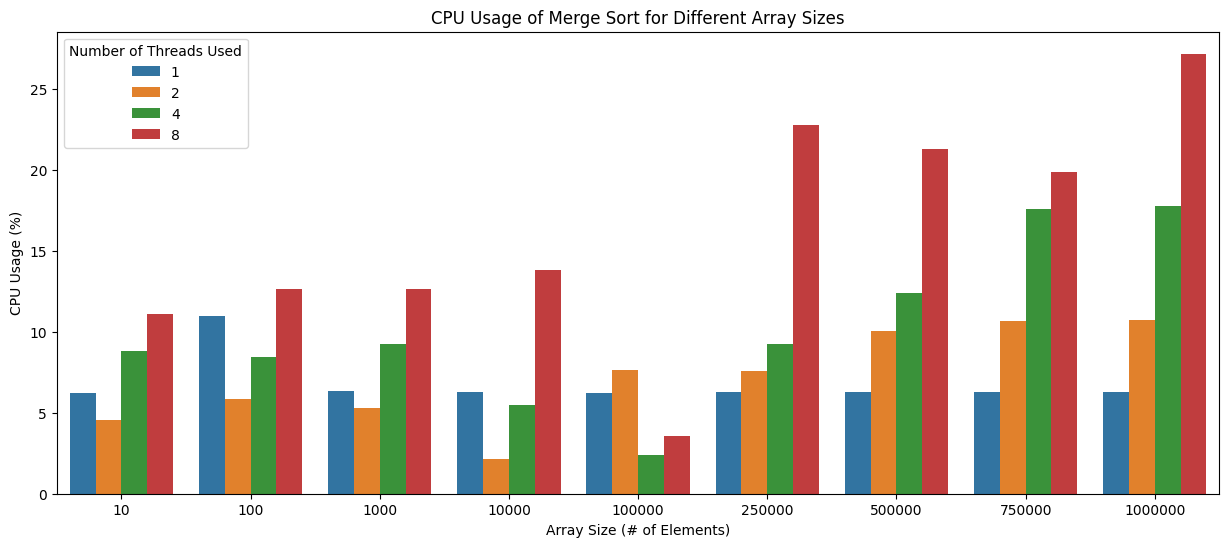 CPU Usage of Merge Sort for Different Array Sizes
Number of Threads Used
1
2
4
8
CPU Usage (%)
25
20
15
10
5
0
10 100 1000 10000 100000 250000 500000 750000 1000000
Array Size (# of Elements)